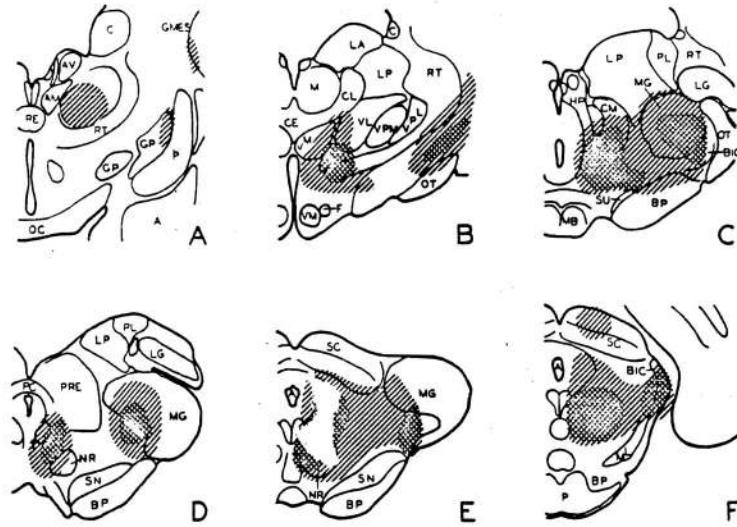 C GMES
AV
AM
RE
RT
GP GP P
OC A A
C
LA
LP RT
M CL
CE VL VPM VPL
VM
OT
VM F B
LP PL RT
MG LG
HP CM
OT
BIC
SU BP
MB C
PL
LP LG
PC PRE
MG
NR
SN
BP D
SC
MG
SN
NR BP E
SC
BIC
BP
P F